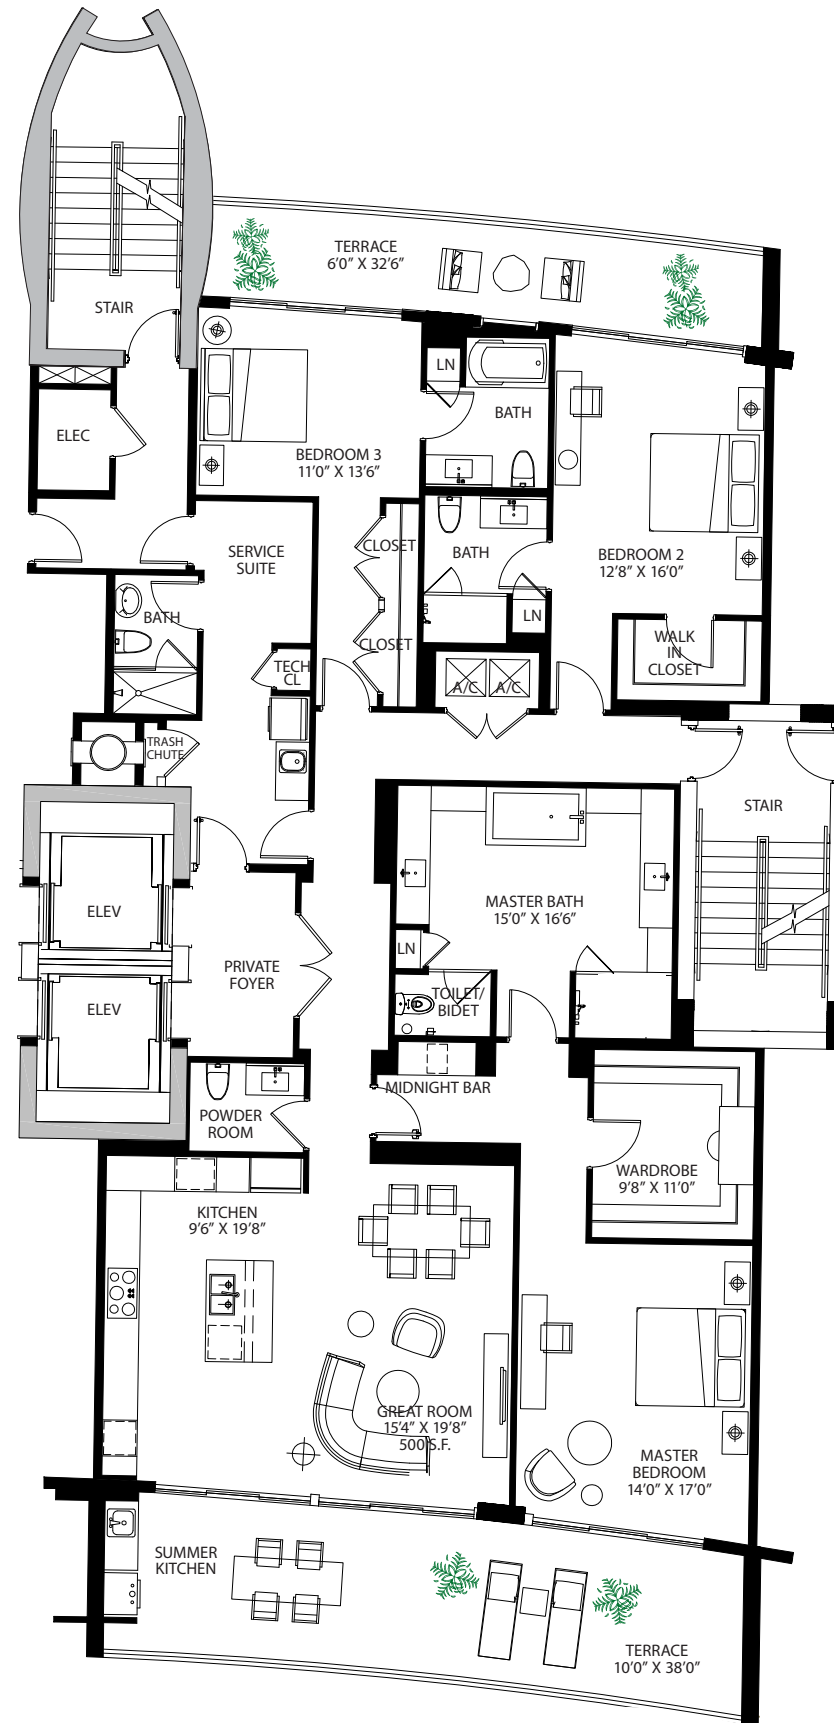 TERRACE
6'0" X 32'6"
STAIR
LN
BATH
ELEC
BEDROOM 3
11'0" X 13'6"
CLOSET
BATH
SERVICE
SUITE
BEDROOM 2
12'8" X 16'0"
BATH
LN
CLOSET
WALK
IN
CLOSET
TECH
CL
A/C
A/C
TRASH
CHUTE
STAIR
ELEV
MASTER BATH
15'0" X 16'6"
LN
PRIVATE
FOYER
TOILET/
BIDET
ELEV
MIDNIGHT BAR
POWDER
ROOM
WARDROBE
9'8" X 11'0"
KITCHEN
9'6" X 19'8"
GREAT ROOM
15'4" X 19'8"
500 S.F.
MASTER
BEDROOM
14'0" X 17'0"
SUMMER
KITCHEN
TERRACE
10'0" X 38'0"